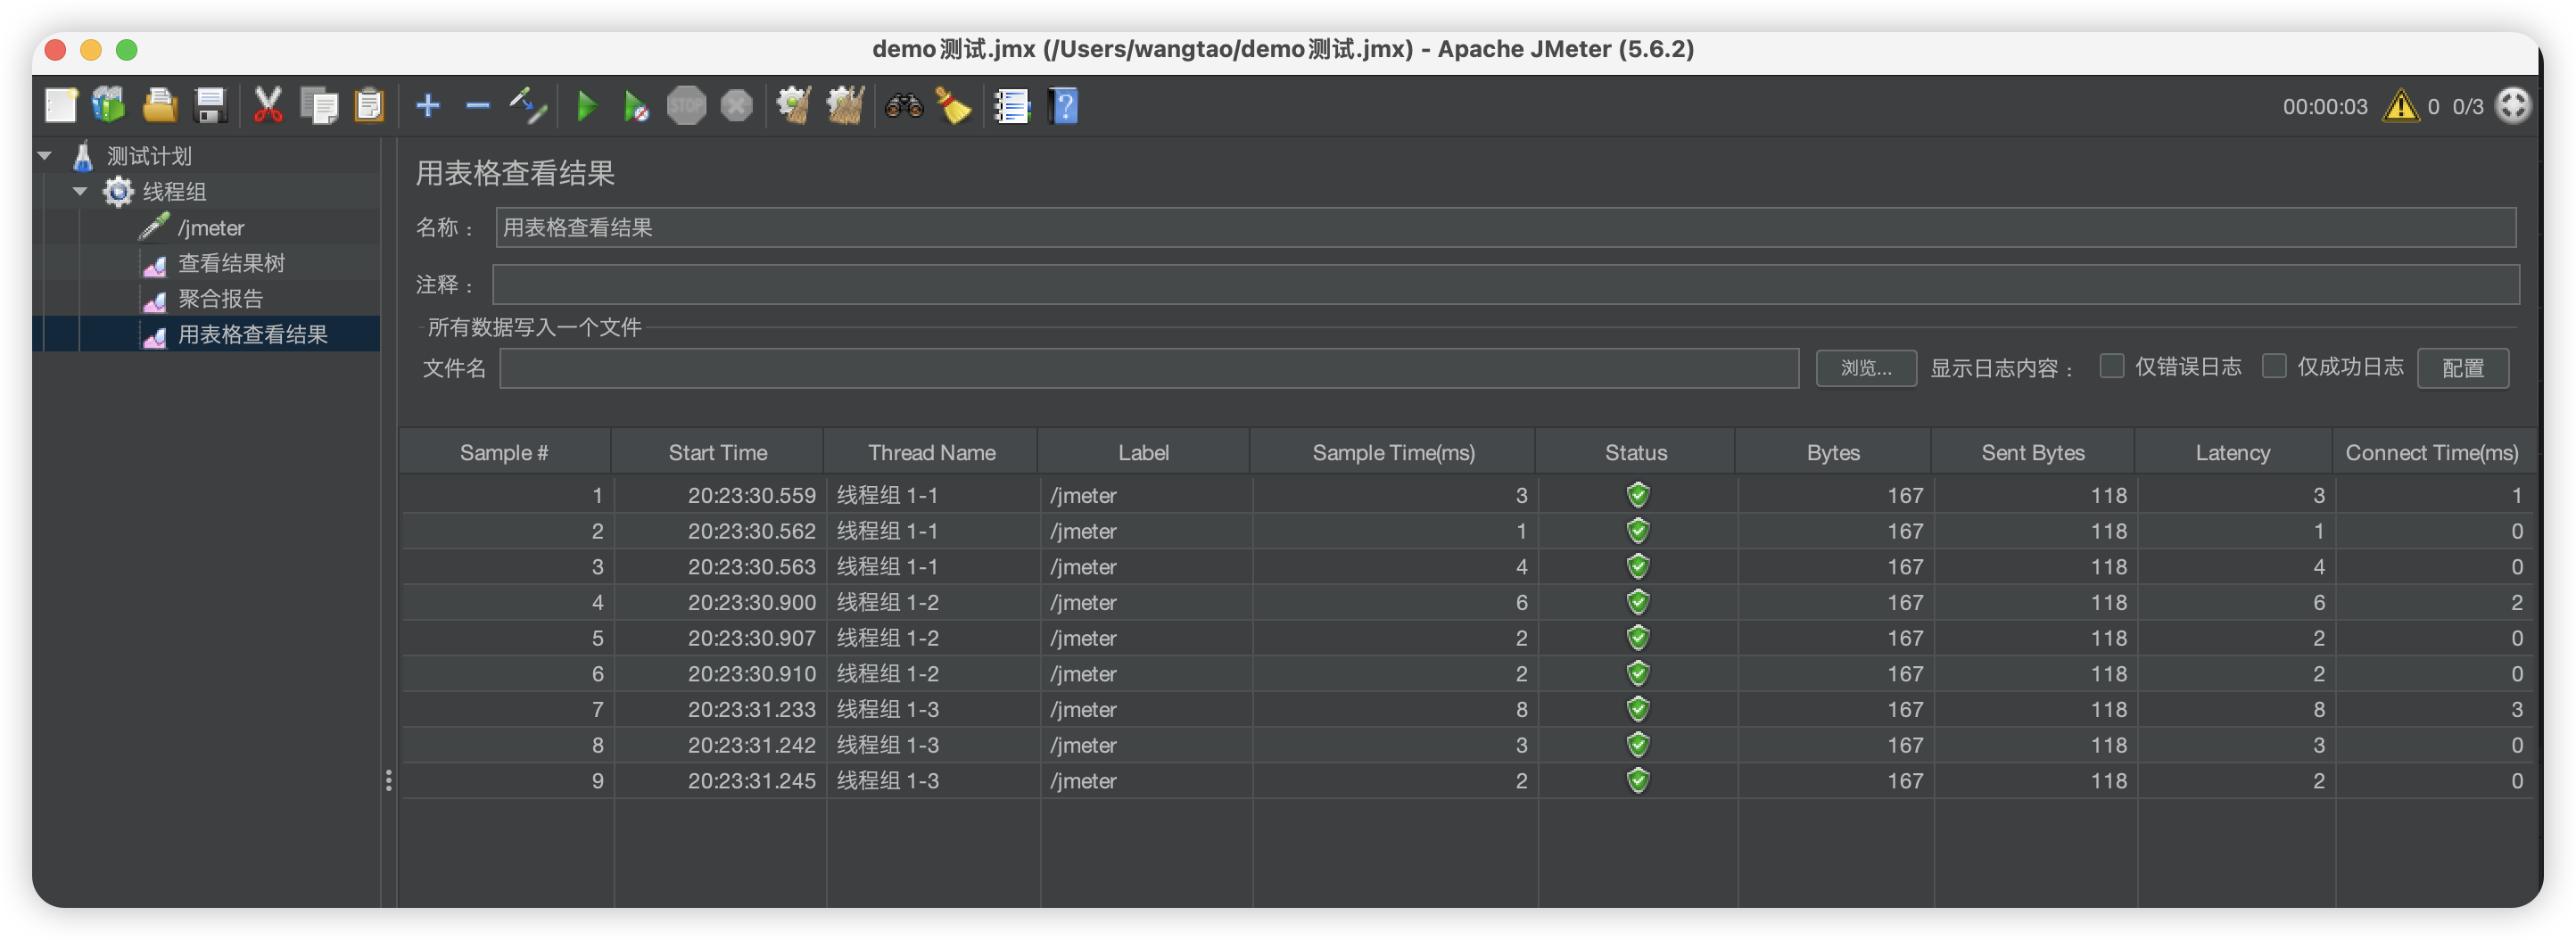 demo测试.jmx (/Users/wangtao/demo测试.jmx) - Apache JMeter (5.6.2)
STOP 00:00:03 0 0/3
测试计划
线程组
/jmeter
查看结果树
聚合报告
用表格查看结果
用表格查看结果
名称： 用表格查看结果
注释：
所有数据写入一个文件
文件名 浏览... 显示日志内容： 仅错误日志 仅成功日志 配置
Sample # Start Time Thread Name Label Sample Time(ms) Status Bytes Sent Bytes Latency Connect Time(ms)
1 20:23:30.559 线程组 1-1 /jmeter 3 167 118 3 1
2 20:23:30.562 线程组 1-1 /jmeter 1 167 118 1 0
3 20:23:30.563 线程组 1-1 /jmeter 4 167 118 4 0
4 20:23:30.900 线程组 1-2 /jmeter 6 167 118 6 2
5 20:23:30.907 线程组 1-2 /jmeter 2 167 118 2 0
6 20:23:30.910 线程组 1-2 /jmeter 2 167 118 2 0
7 20:23:31.233 线程组 1-3 /jmeter 8 167 118 8 3
8 20:23:31.242 线程组 1-3 /jmeter 3 167 118 3 0
9 20:23:31.245 线程组 1-3 /jmeter 2 167 118 2 0